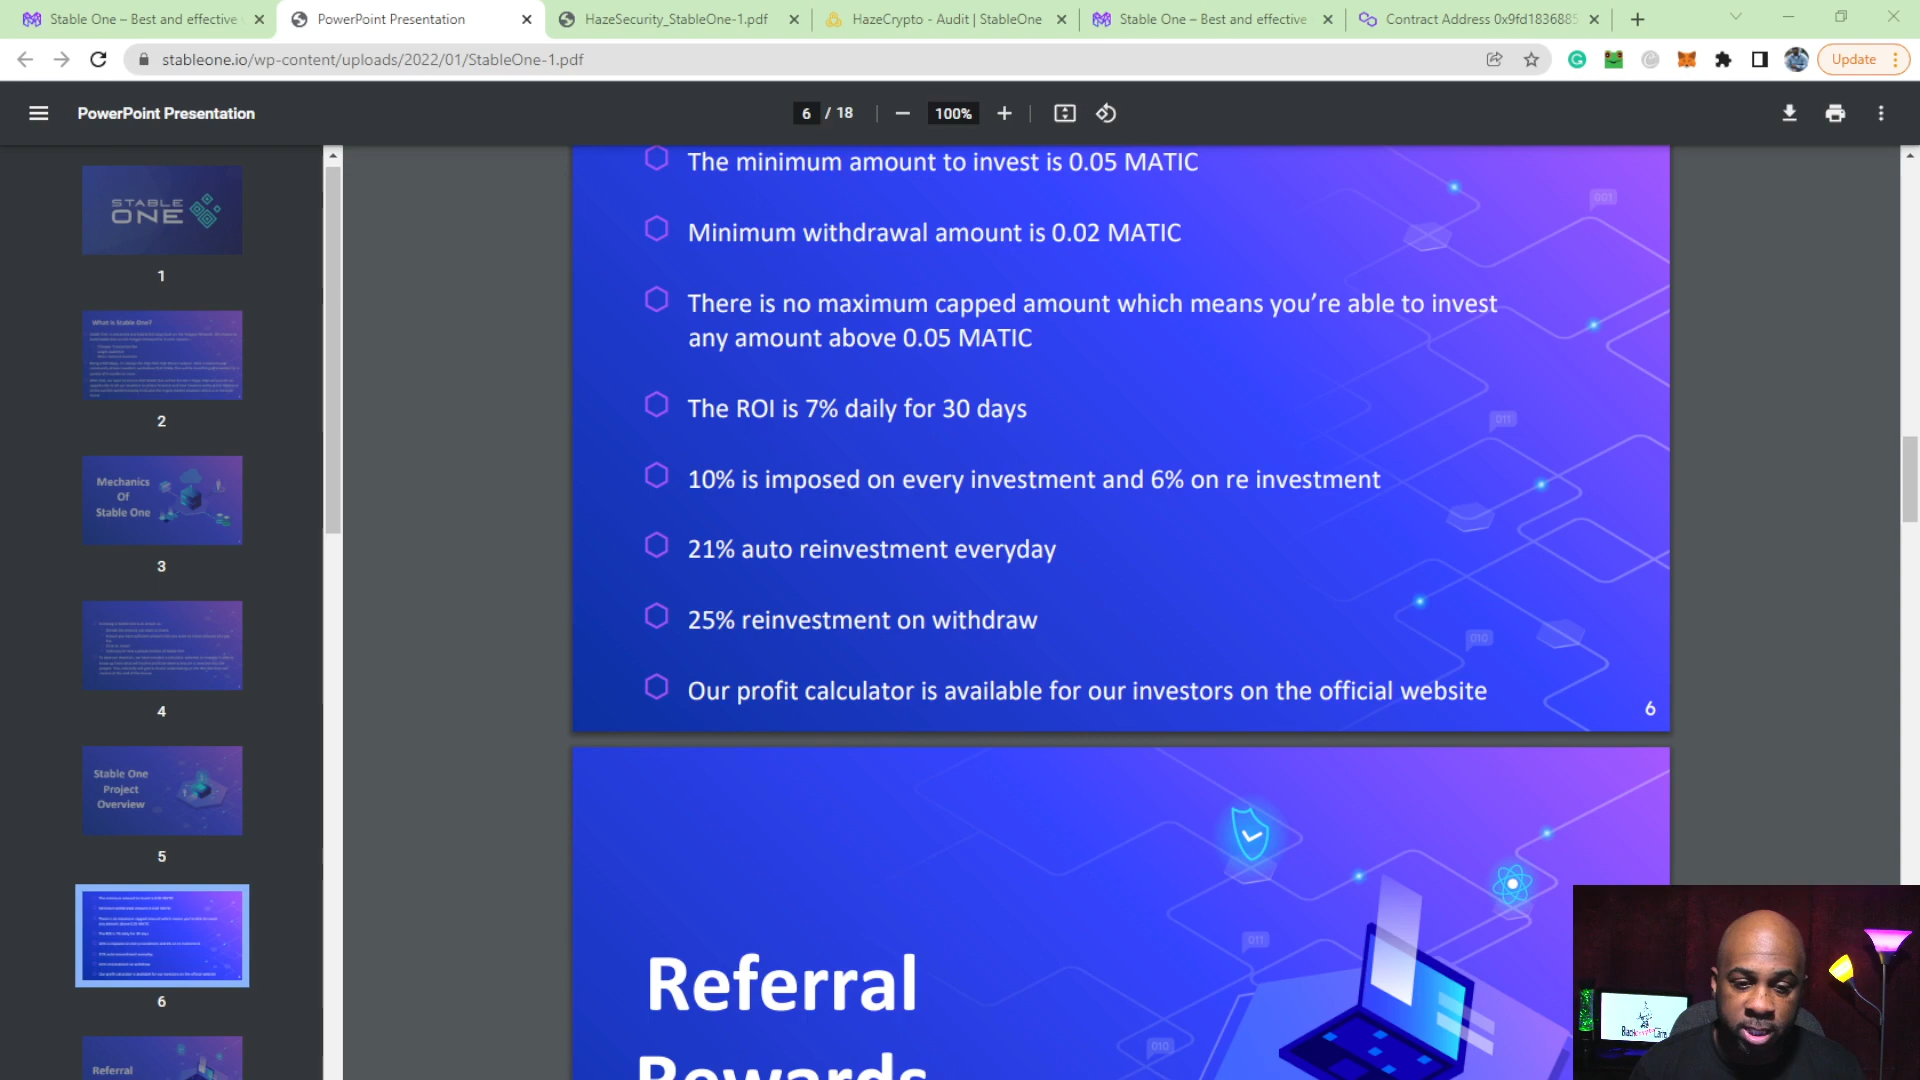 Stable One – Best and effective
PowerPoint Presentation
HazeSecurity_StableOne-1.pdf
HazeCrypto - Audit | StableOne
Stable One – Best and effective
Contract Address 0x9fd1836885
stableone.io/wp-content/uploads/2022/01/StableOne-1.pdf
Update
PowerPoint Presentation
6 / 18
100%
STABLE
ONE
1
What is Stable One?
2
Mechanics
Of
Stable One
3
4
Stable One
Project
Overview
5
6
Referral
The minimum amount to invest is 0.05 MATIC
Minimum withdrawal amount is 0.02 MATIC
There is no maximum capped amount which means you’re able to invest
any amount above 0.05 MATIC
The ROI is 7% daily for 30 days
10% is imposed on every investment and 6% on re investment
21% auto reinvestment everyday
25% reinvestment on withdraw
Our profit calculator is available for our investors on the official website
6
001
011
010
Referral
Rewards
011
010